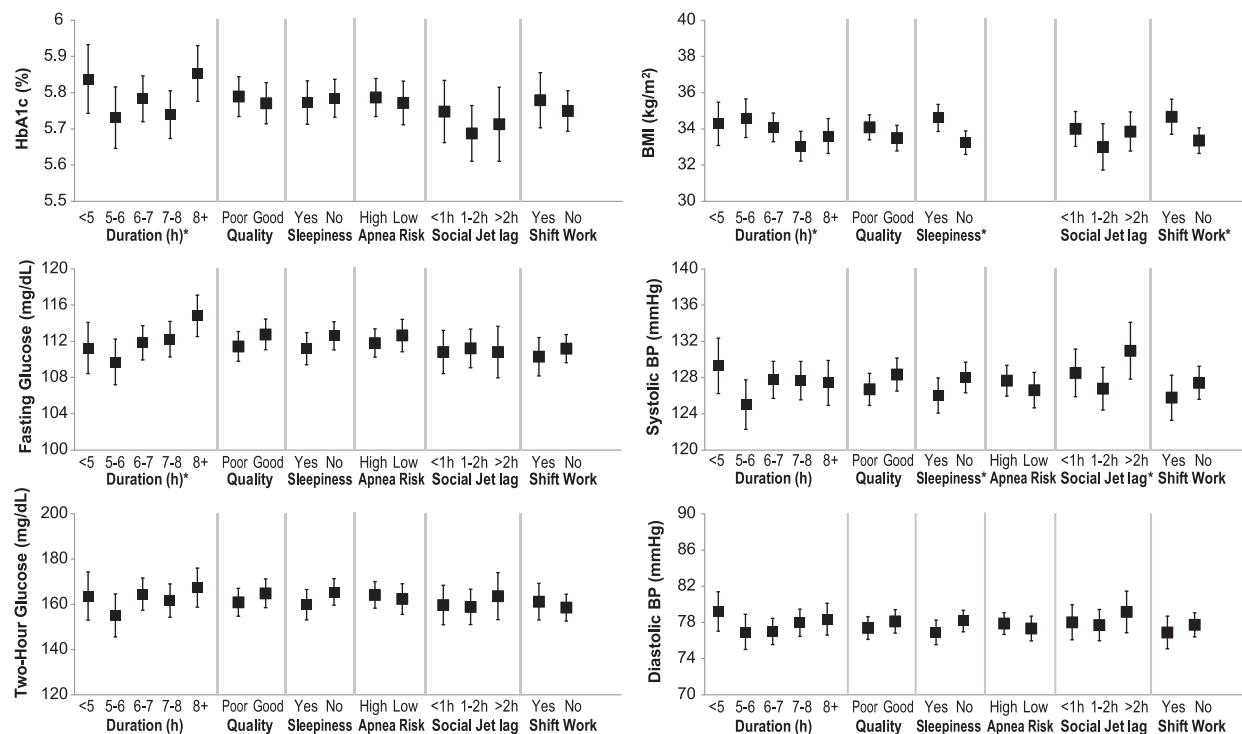 HbA1c (%)
6
5.9
5.8
5.7
5.6
5.5
<5 5-6 6-7 7-8 8+ Poor Good Yes No High Low <1h 1-2h >2h Yes No
Duration (h)* Quality Sleepiness Apnea Risk Social Jet lag Shift Work
BMI (kg/m²)
40
38
36
34
32
30
<5 5-6 6-7 7-8 8+ Poor Good Yes No <1h 1-2h >2h Yes No
Duration (h)* Quality Sleepiness* Social Jet lag Shift Work*
Fasting Glucose (mg/dL)
120
116
112
108
104
100
<5 5-6 6-7 7-8 8+ Poor Good Yes No High Low <1h 1-2h >2h Yes No
Duration (h)* Quality Sleepiness Apnea Risk Social Jet lag Shift Work
Systolic BP (mmHg)
140
136
132
128
124
120
<5 5-6 6-7 7-8 8+ Poor Good Yes No High Low <1h 1-2h >2h Yes No
Duration (h) Quality Sleepiness* Apnea Risk Social Jet lag* Shift Work
Two-Hour Glucose (mg/dL)
200
180
160
140
120
<5 5-6 6-7 7-8 8+ Poor Good Yes No High Low <1h 1-2h >2h Yes No
Duration (h) Quality Sleepiness Apnea Risk Social Jet lag Shift Work
Diastolic BP (mmHg)
90
86
82
78
74
70
<5 5-6 6-7 7-8 8+ Poor Good Yes No High Low <1h 1-2h >2h Yes No
Duration (h) Quality Sleepiness Apnea Risk Social Jet lag Shift Work